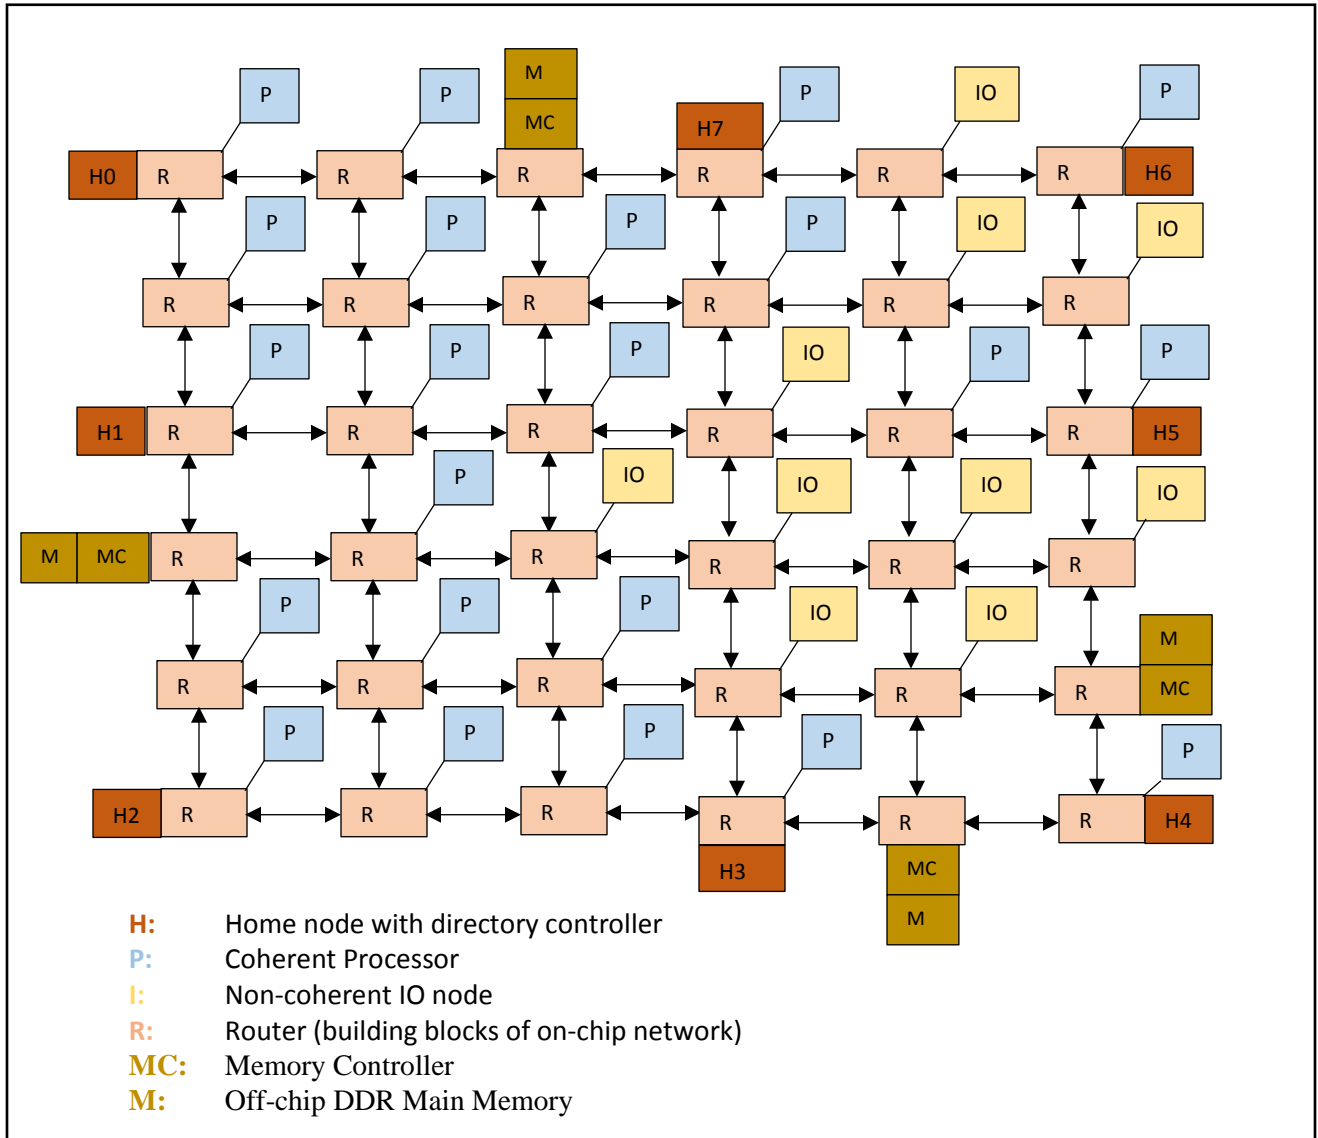 M
P P MC H7 P IO P
H0 R R R R R R H6
P P P P IO IO
R R R R R R
P P P IO P P
H1 R R R R R R H5
P IO IO IO IO
M MC R R R R R R
P P P IO IO M
R R R R R R MC
P P P P P
H2 R R R R R R H4
H3 MC
M
H: Home node with directory controller
P: Coherent Processor
I: Non-coherent IO node
R: Router (building blocks of on-chip network)
MC: Memory Controller
M: Off-chip DDR Main Memory